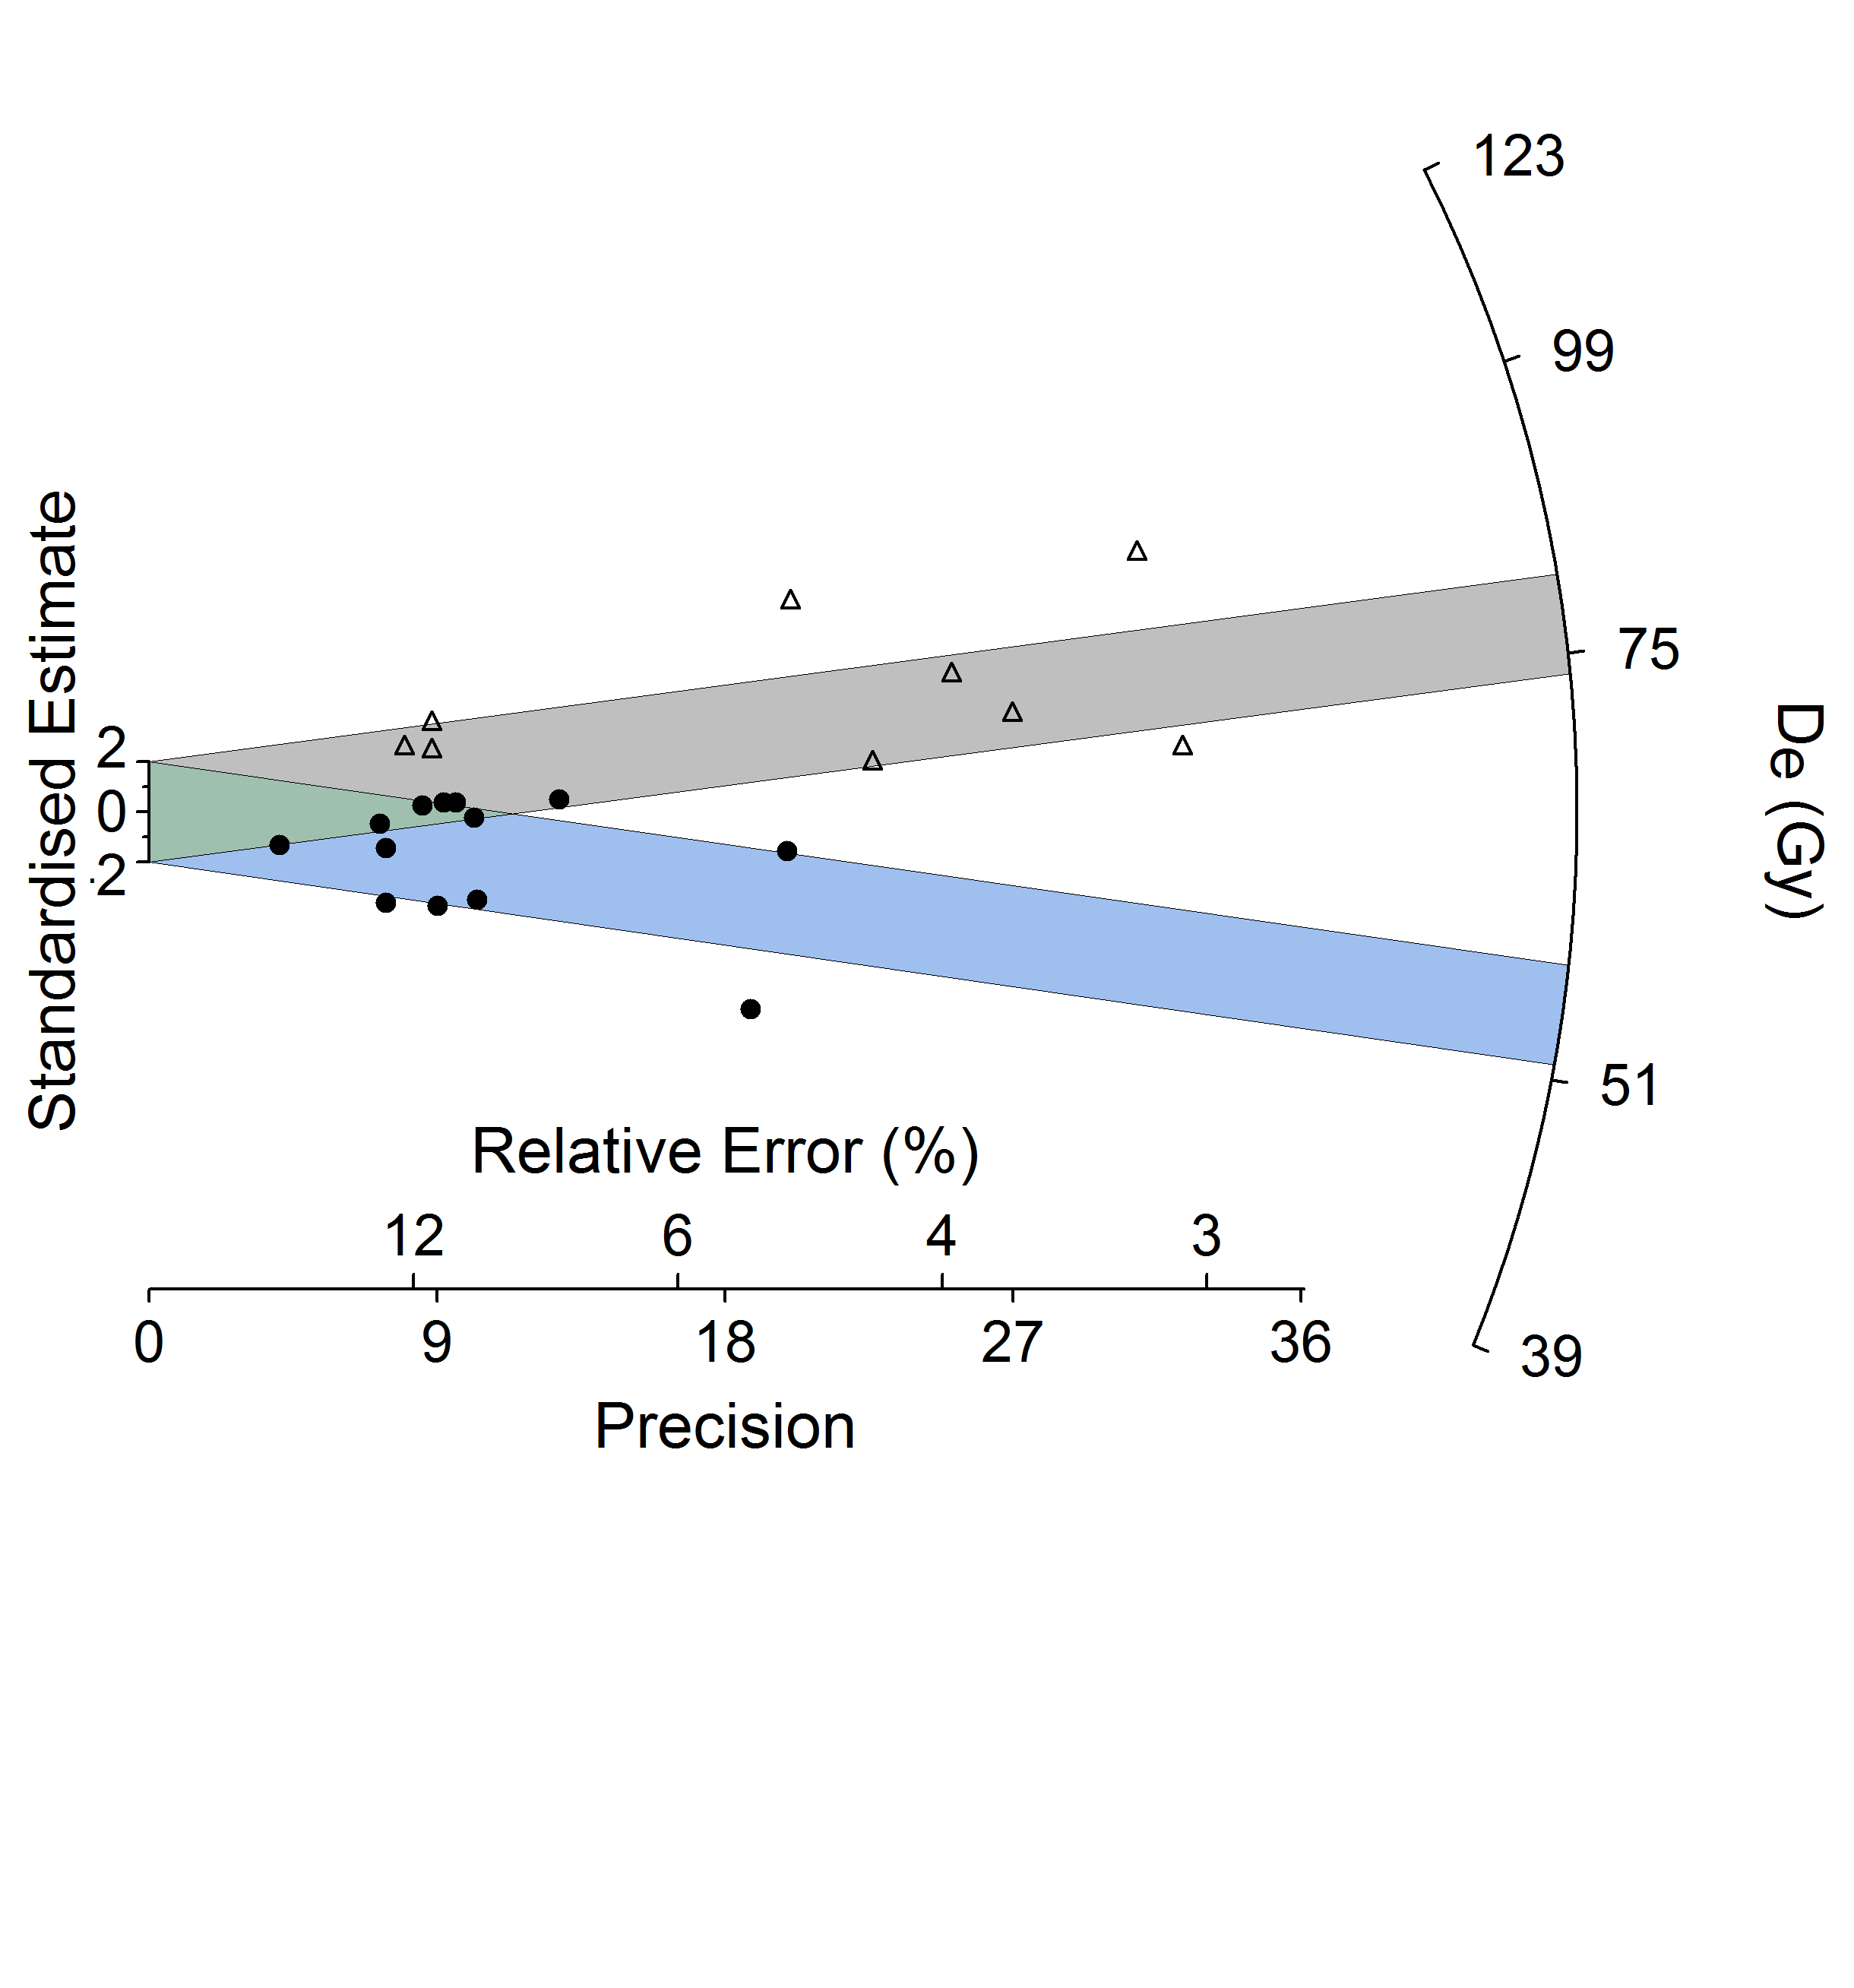 123
99
75
51
39
De (Gy)
Standardised Estimate
2
0
-2
Relative Error (%)
12 6 4 3
0 9 18 27 36
Precision